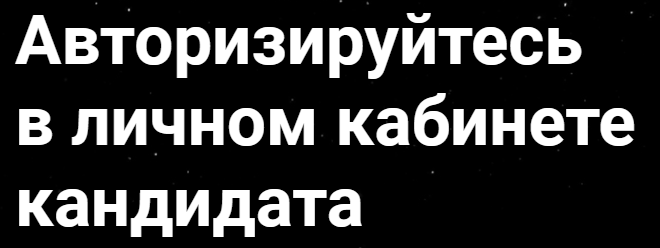 Авторизируйтесь
в личном кабинете
кандидата